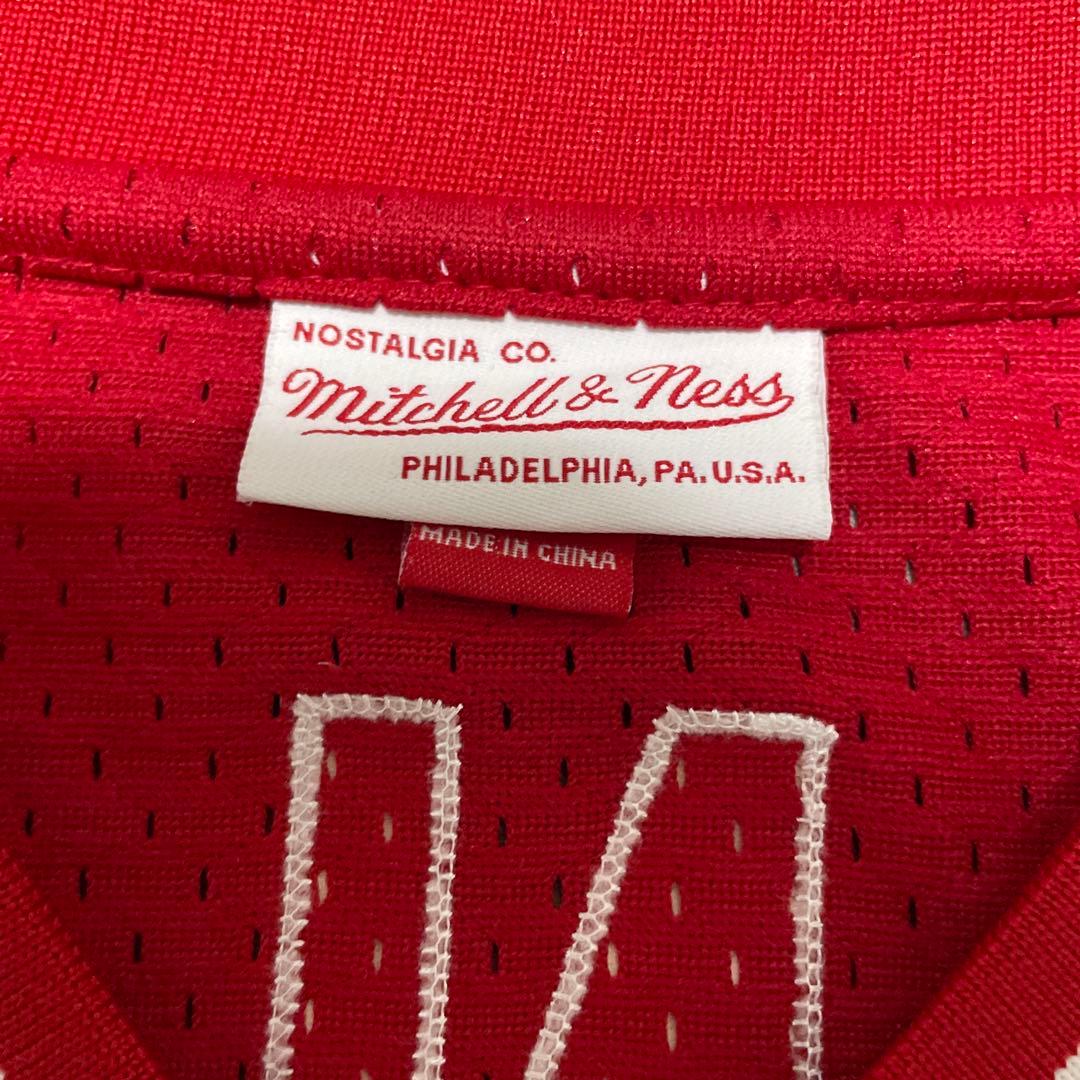 NOSTALGIA CO.
Mitchell & Ness
PHILADELPHIA, PA. U.S.A.
MADE IN CHINA